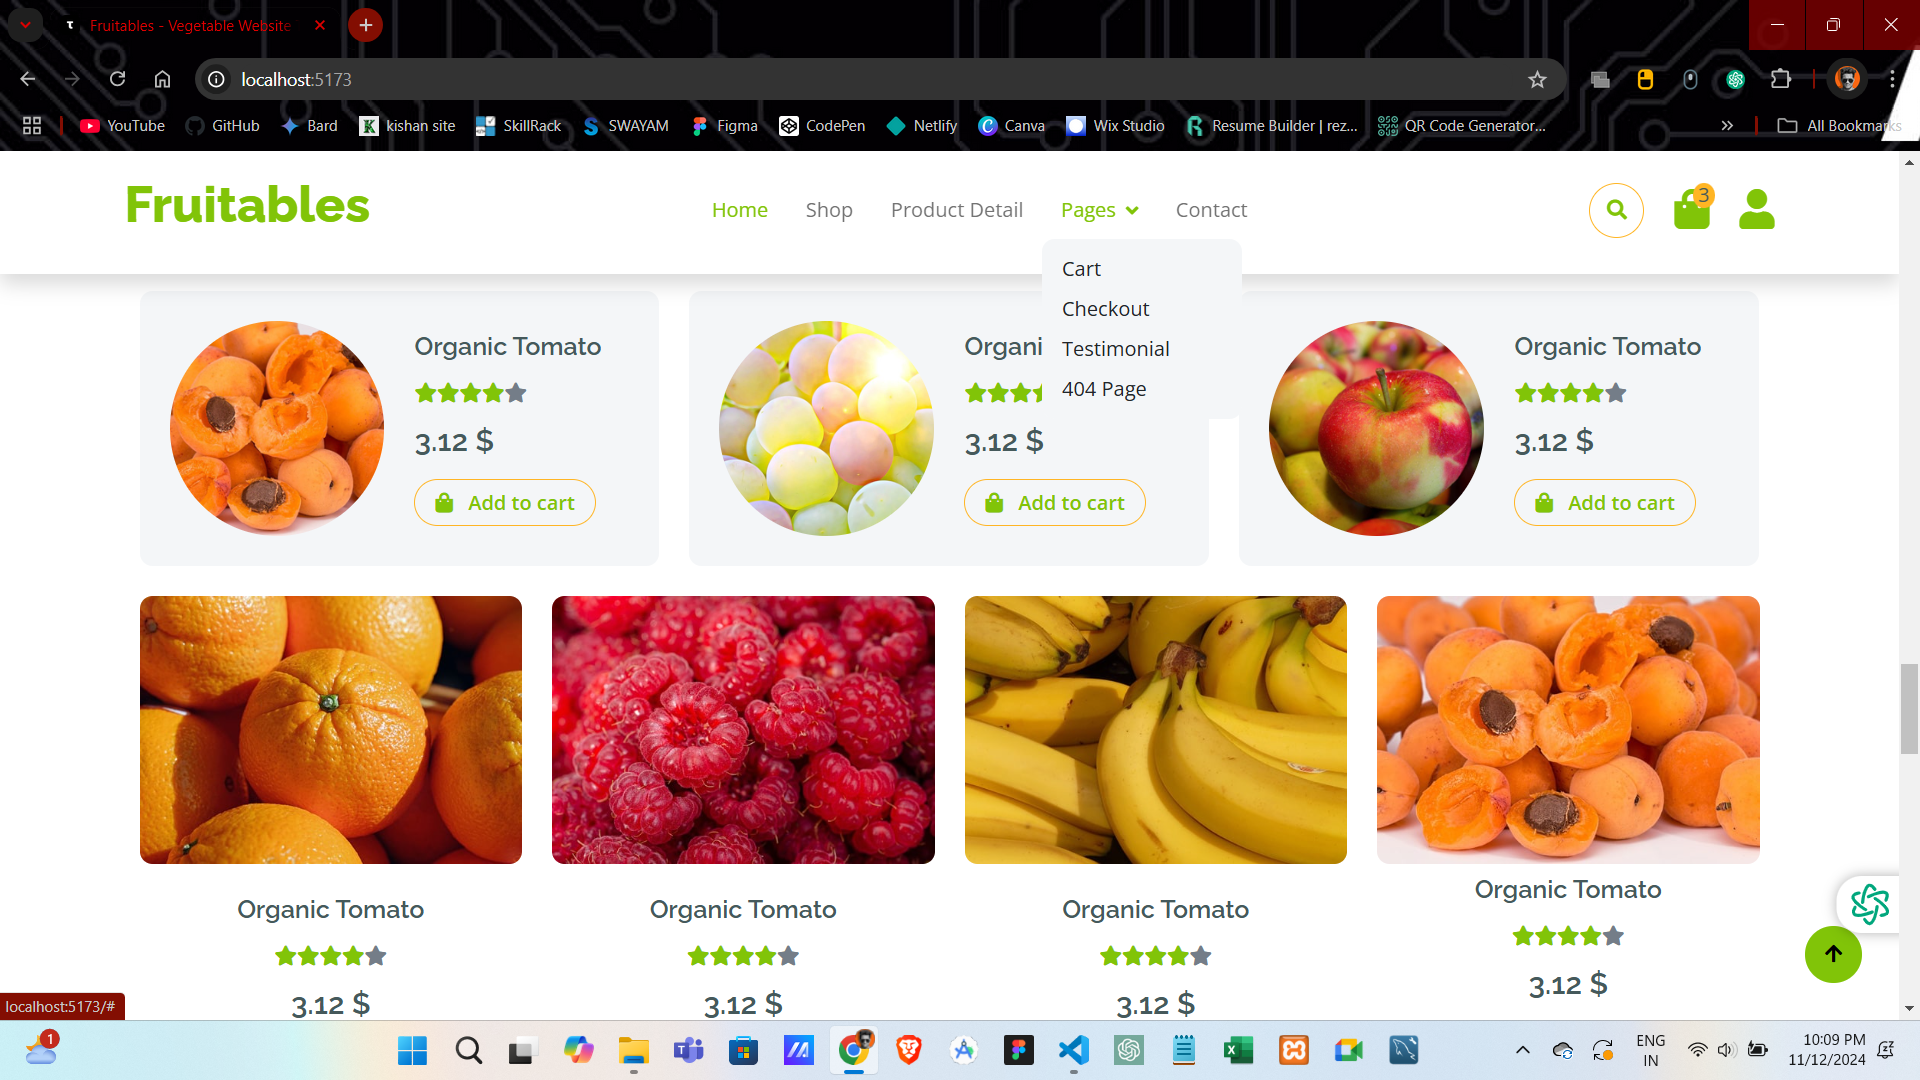 Fruitables - Vegetable Website
localhost:5173
YouTube GitHub Bard kishan site SkillRack SWAYAM Figma CodePen Netlify Canva Wix Studio Resume Builder | rez... QR Code Generator... All Bookmarks
Fruitables
Home Shop Product Detail Pages Contact
3
Cart
Checkout
Testimonial
404 Page
Organic Tomato
3.12 $
Add to cart
Organi
3.12 $
Add to cart
Organic Tomato
3.12 $
Add to cart
Organic Tomato
3.12 $
Organic Tomato
3.12 $
Organic Tomato
3.12 $
Organic Tomato
3.12 $
localhost:5173/#
1
ENG
IN
10:09 PM
11/12/2024